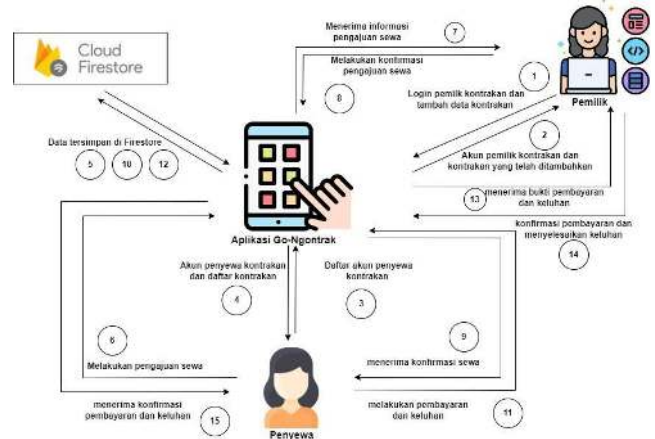 Menerima informasi
pengajuan sewa
7
Melakukan konfirmasi
pengajuan sewa
8
Cloud
Firestore
1
Login pemilk kontrakan dan
tambah data kontrakan
Pemilik
2
Akun pemilik kontrakan dan
kontrakan yang telah ditambahkan
Data tersimpan di Firestore
5 10 12
13
menerima bukti pembayaran
dan keluhan
konfirmasi pembayaran dan
menyelesaikan keluhan
14
Aplikasi Go-Ngontrak
Akun penyewa kontrakan
dan daftar kontrakan
4
Daftar akun penyewa
kontrakan
3
6
Melakukan pengajuan sewa
9
menerima konfirmasi sewa
menerima konfirmasi
pembayaran dan keluhan
15
melakukan pembayaran
dan keluhan
11
Penyewa